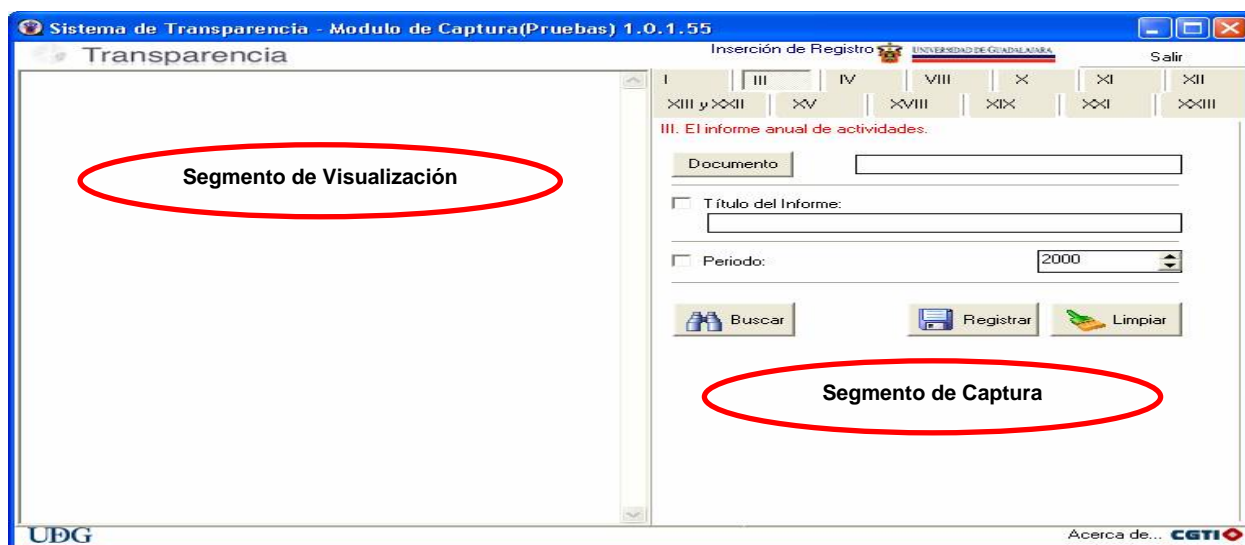 Sistema de Transparencia - Modulo de Captura(Pruebas) 1.0.1.55
Transparencia
Inserción de Registro
UNIVERSIDAD DE GUADALAJARA
Salir
I III IV VIII X XI XII
XIII y XXII XV XVIII XIX XXI XXIII
III. El informe anual de actividades.
Documento
Segmento de Visualización
Título del Informe:
Periodo: 2000
Buscar Registrar Limpiar
Segmento de Captura
UDG
Acerca de... CGTI